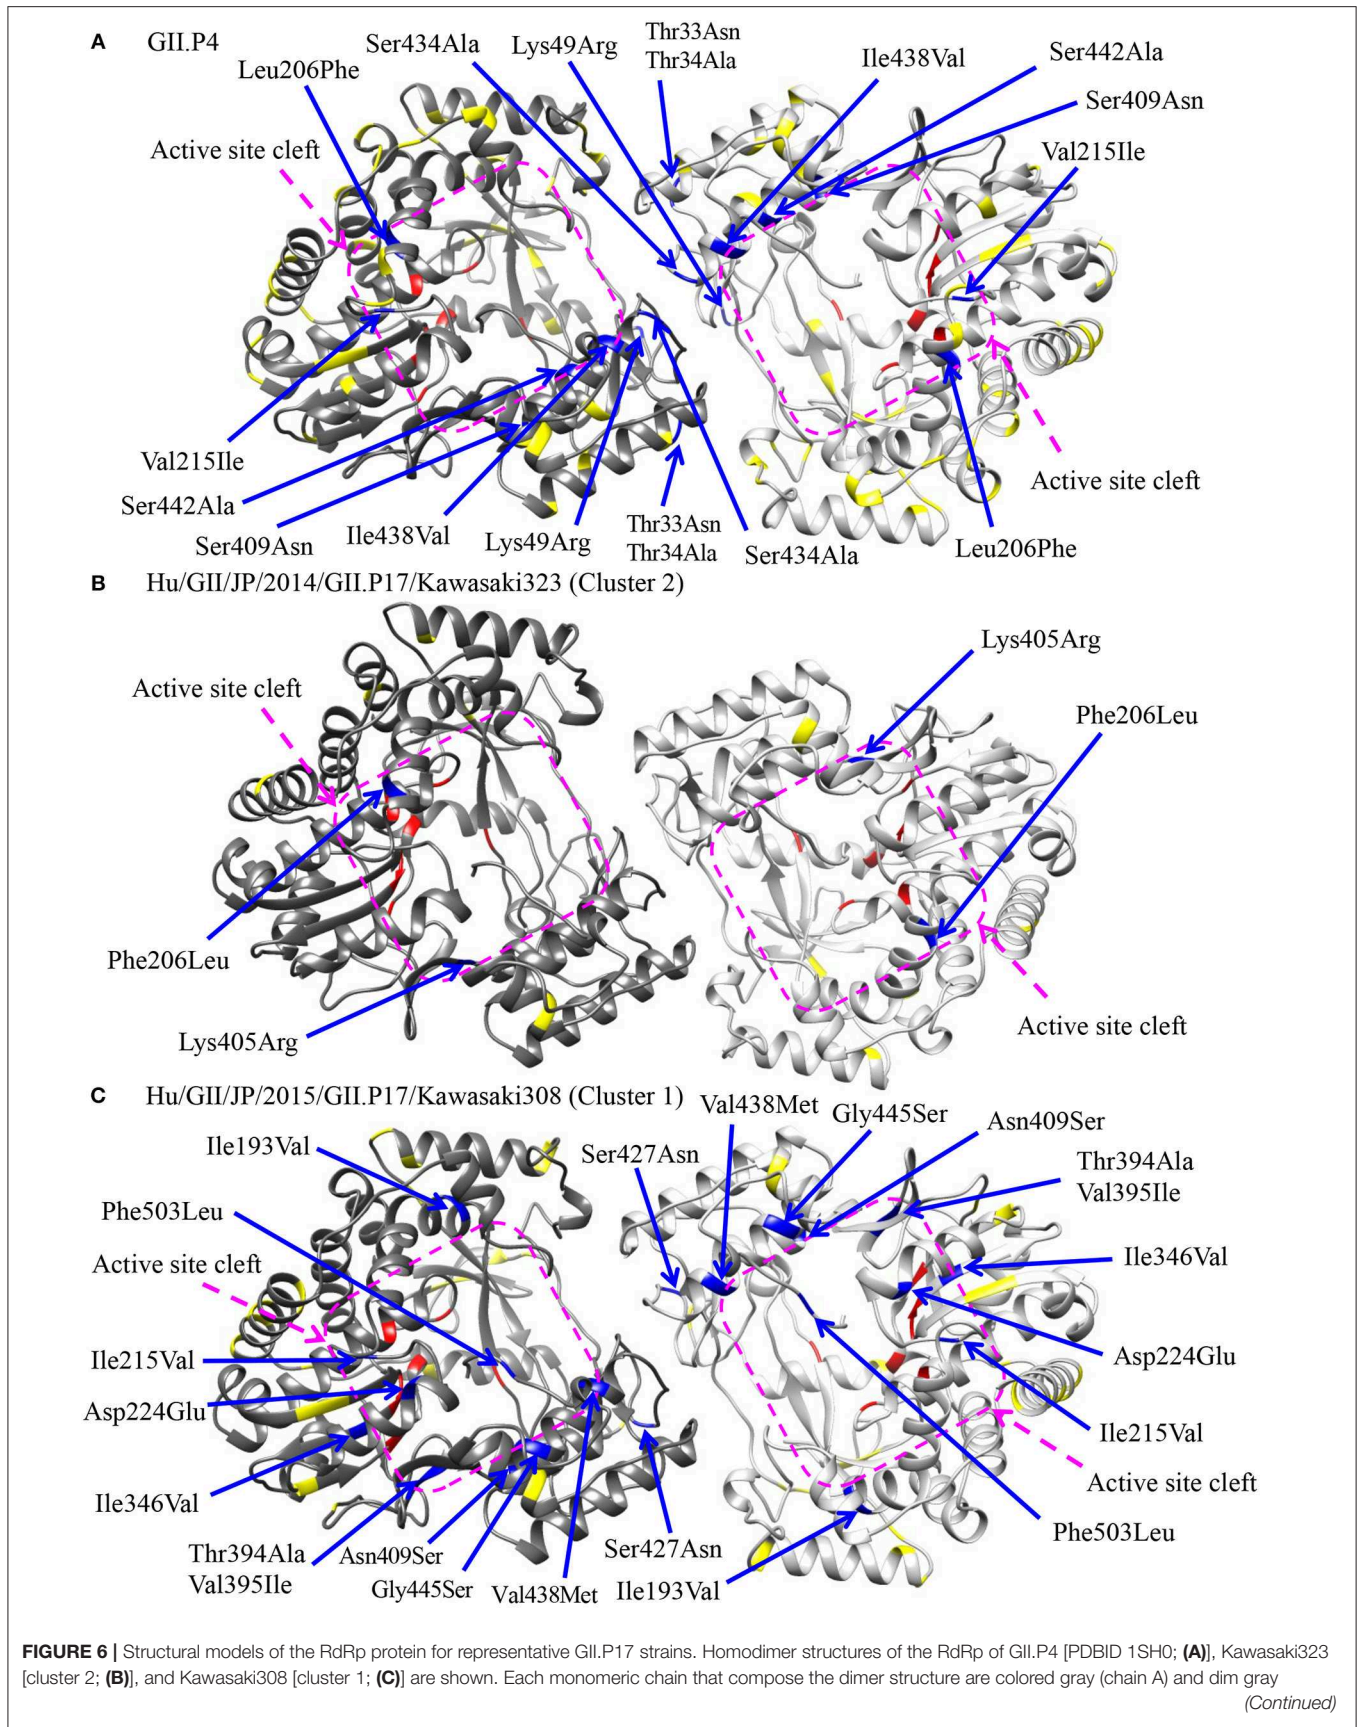 A GII.P4
Ser434Ala
Lys49Arg
Thr33Asn
Thr34Ala
Ile438Val
Ser442Ala
Leu206Phe
Ser409Asn
Active site cleft
Val215Ile
Val215Ile
Active site cleft
Ser442Ala
Ser409Asn
Ile438Val
Lys49Arg
Thr33Asn
Thr34Ala
Ser434Ala
Leu206Phe
B Hu/GII/JP/2014/GII.P17/Kawasaki323 (Cluster 2)
Lys405Arg
Active site cleft
Phe206Leu
Phe206Leu
Active site cleft
Lys405Arg
C Hu/GII/JP/2015/GII.P17/Kawasaki308 (Cluster 1)
Val438Met
Gly445Ser
Ile193Val
Ser427Asn
Asn409Ser
Thr394Ala
Val395Ile
Phe503Leu
Active site cleft
Ile346Val
Ile215Val
Asp224Glu
Asp224Glu
Ile215Val
Active site cleft
Ile346Val
Phe503Leu
Thr394Ala
Val395Ile
Asn409Ser
Gly445Ser
Val438Met
Ser427Asn
Ile193Val
FIGURE 6 | Structural models of the RdRp protein for representative GII.P17 strains. Homodimer structures of the RdRp of GII.P4 [PDBID 1SH0; (A)], Kawasaki323
[cluster 2; (B)], and Kawasaki308 [cluster 1; (C)] are shown. Each monomeric chain that compose the dimer structure are colored gray (chain A) and dim gray
(Continued)